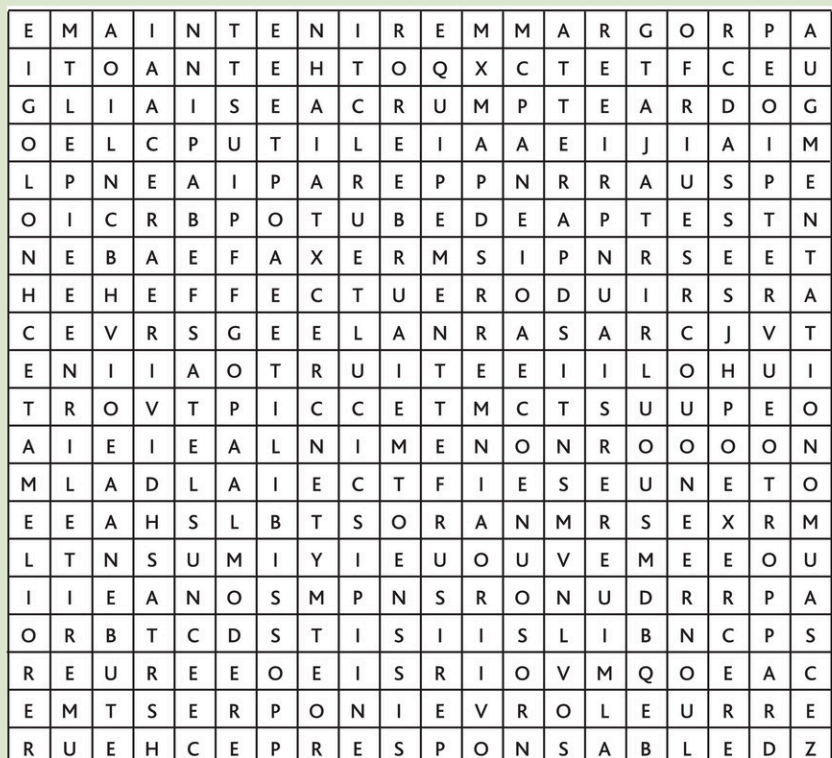 E M A I N T E N I R E M M A R G O R P A
I T O A N T E H T O Q X C T E T F C E U
G L I A I S E A C R U M P T E A R D O G
O E L C P U T I L E I A A E I J I A I M
L P N E A I P A R E P P N R R A U S P E
O I C R B P O T U B E D E A P T E S T N
N E B A E F A X E R M S I P N R S E E T
H E H E F F E C T U E R O D U I R S R A
C E V R S G E E L A N R A S A R C J V T
E N I I A O T R U I T E E I I L O H U I
T R O V T P I C C E T M C T S U U P E O
A I E I E A L N I M E N O N R O O O O N
M L A D L A I E C T F I E S E U N E T O
E E A H S L B T S O R A N M R S E X R M
L T N S U M I Y I E U O U V E M E E O U
I I E A N O S M P N S R O N U D R R P A
O R B T C D S T I S I I S L I B N C P S
R E U R E E O E I S R I O V M Q O E A C
E M T S E R P O N I E V R O L E U R R E
R U E H C E P R E S P O N S A B L E D Z